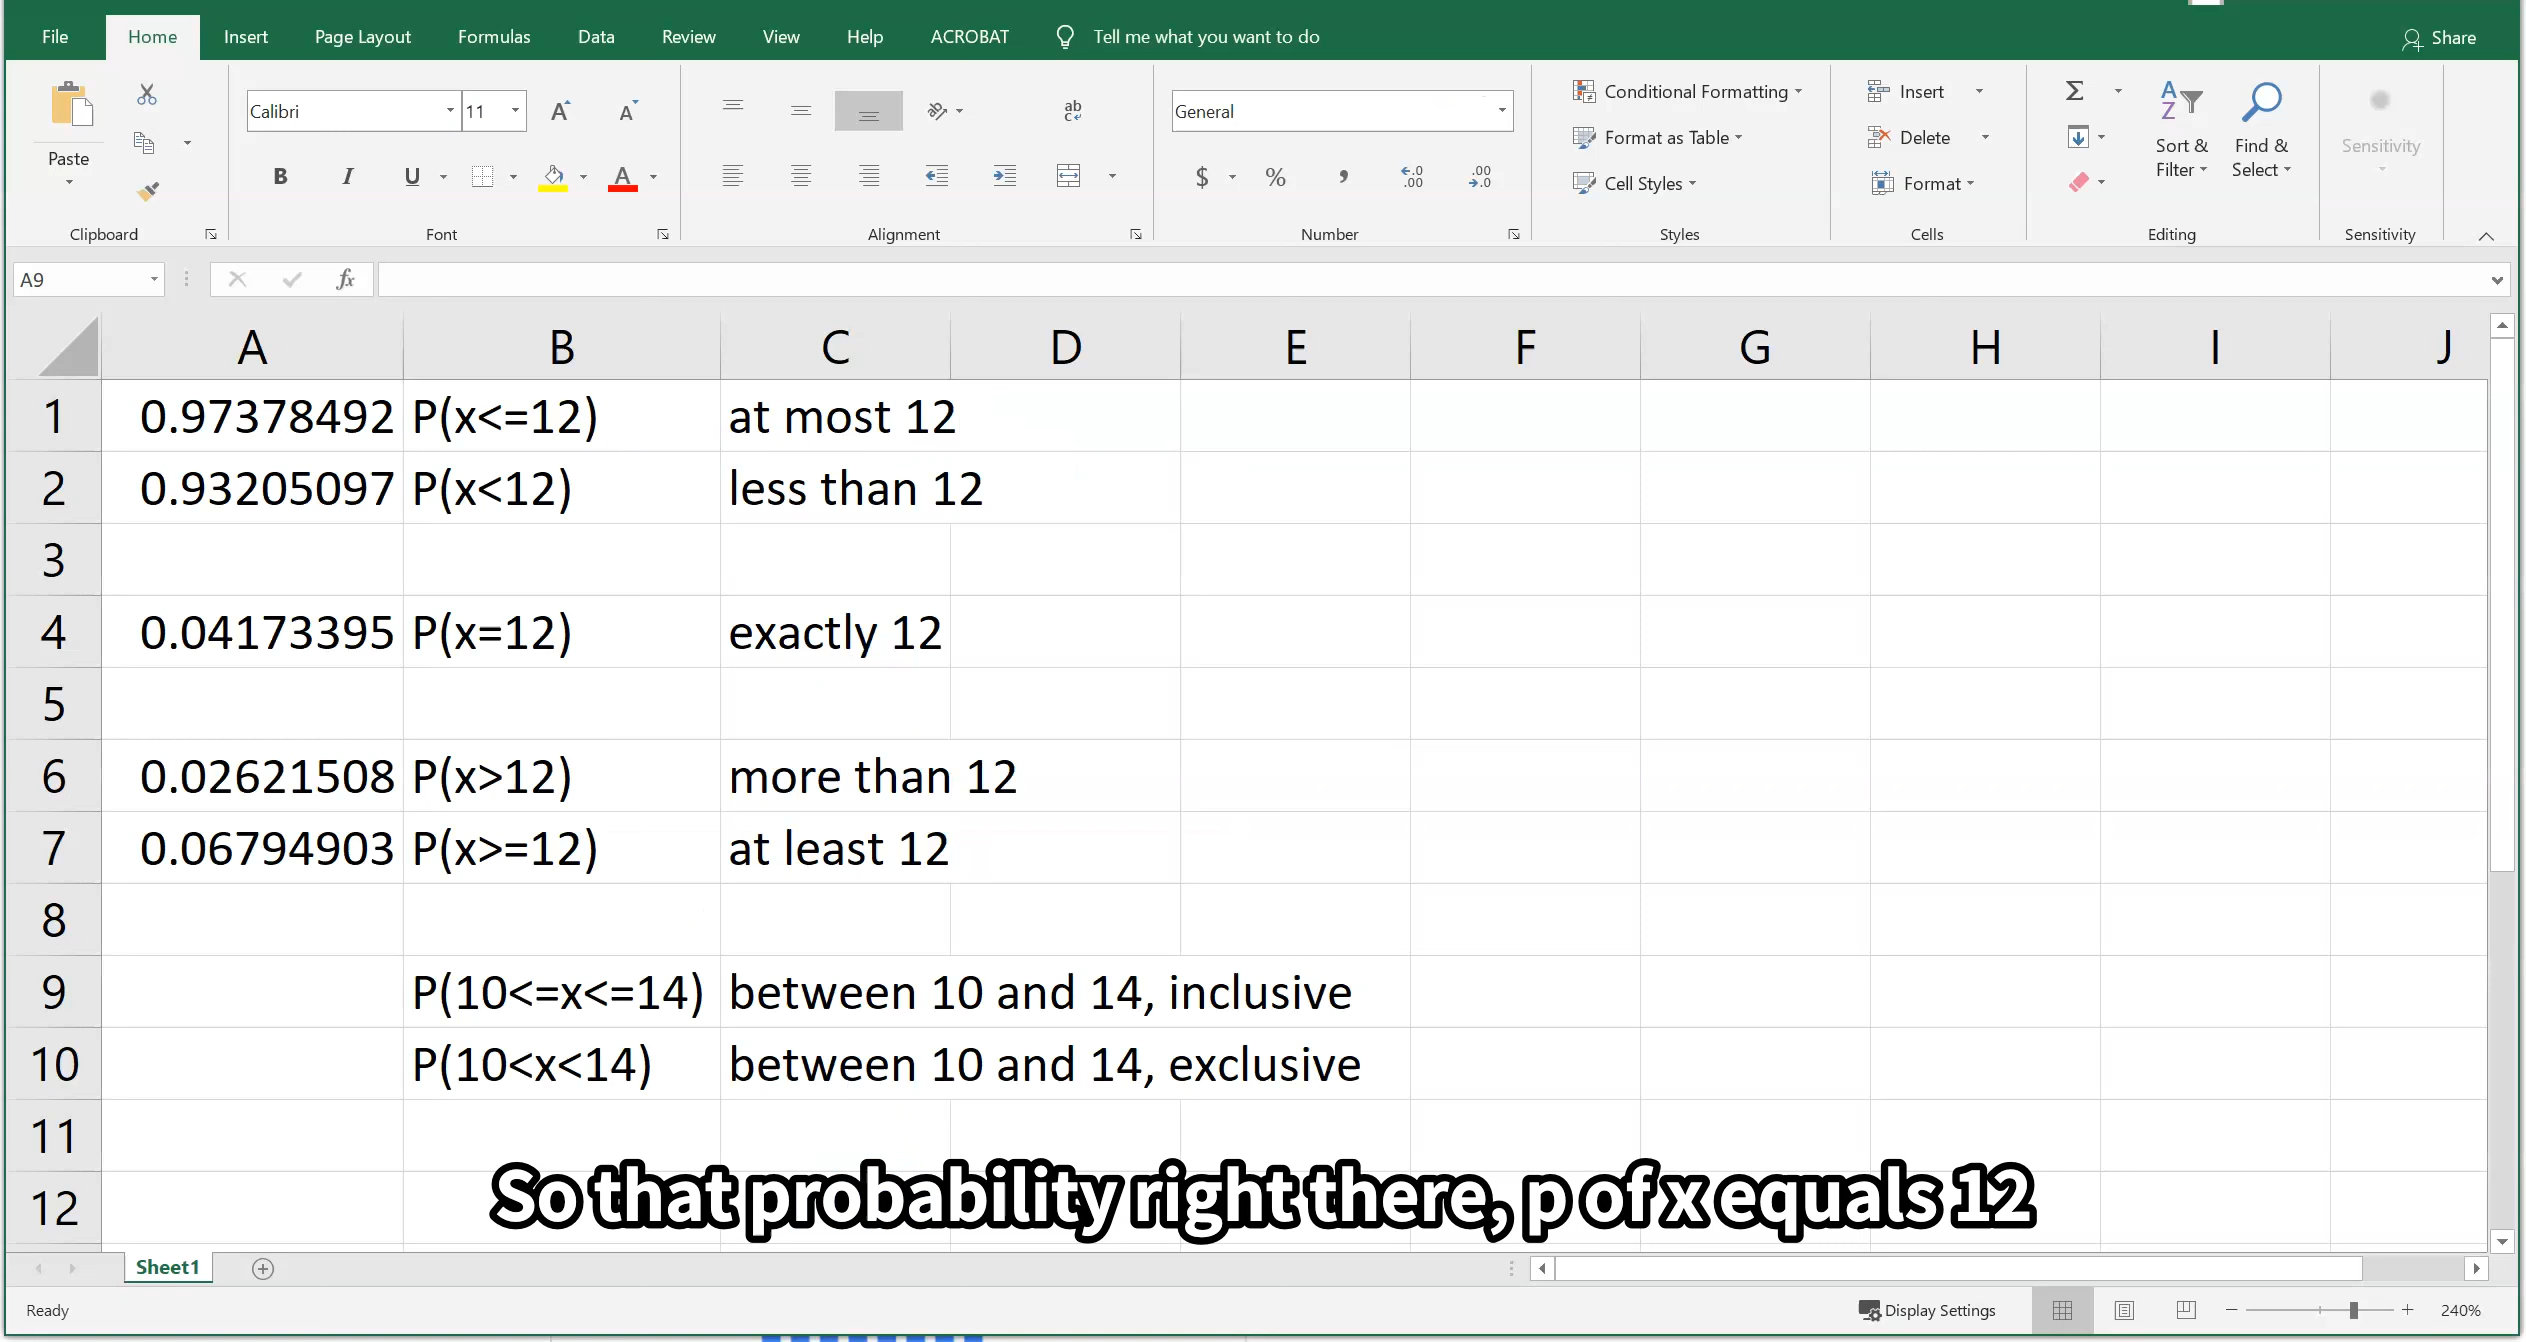 File Home Insert Page Layout Formulas Data Review View Help ACROBAT Tell me what you want to do Share
Paste
Calibri 11
B I U A
ab
General
$ % , .00 .00
Conditional Formatting
Format as Table
Cell Styles
Insert
Delete
Format
Sort & Filter
Find & Select
Sensitivity
Clipboard Font Alignment Number Styles Cells Editing Sensitivity
A9 fx
A B C D E F G H I J
1 0.97378492 P(x<=12) at most 12
2 0.93205097 P(x<12) less than 12
3
4 0.04173395 P(x=12) exactly 12
5
6 0.02621508 P(x>12) more than 12
7 0.06794903 P(x>=12) at least 12
8
9 P(10<=x<=14) between 10 and 14, inclusive
10 P(10<x<14) between 10 and 14, exclusive
11
12
So that probability right there, p of x equals 12
Sheet1
Ready Display Settings 240%